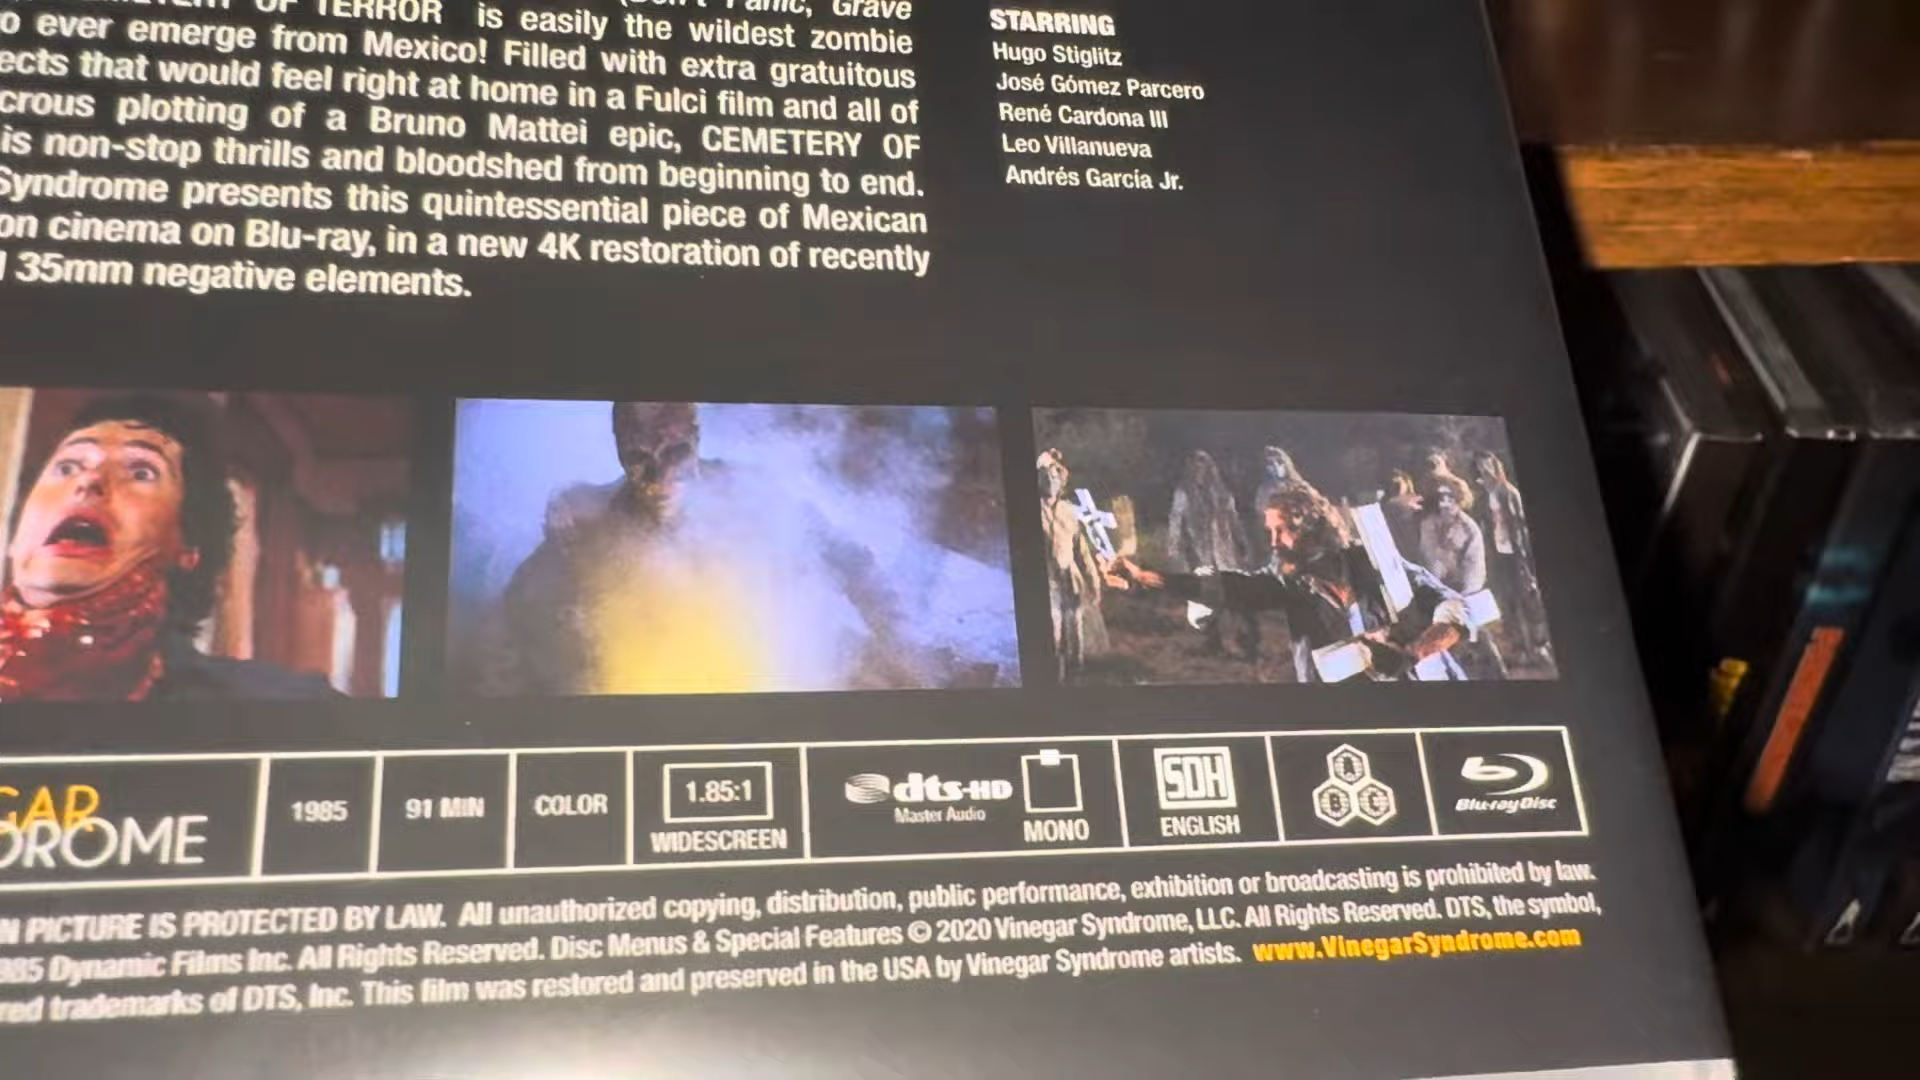 OF TERROR is easily the wildest zombie
to ever emerge from Mexico! Filled with extra gratuitous
ects that would feel right at home in a Fulci film and all of
crous plotting of a Bruno Mattei epic, CEMETERY OF
is non-stop thrills and bloodshed from beginning to end.
Syndrome presents this quintessential piece of Mexican
on cinema on Blu-ray, in a new 4K restoration of recently
35mm negative elements.
STARRING
Hugo Stiglitz
José Gómez Parcero
René Cardona III
Leo Villanueva
Andrés García Jr.
GAR
DROME
1985
91 MIN
COLOR
1.85:1
WIDESCREEN
dts-HD
Master Audio
MONO
SDH
ENGLISH
A
B C
Blu-ray Disc
N PICTURE IS PROTECTED BY LAW. All unauthorized copying, distribution, public performance, exhibition or broadcasting is prohibited by law.
985 Dynamic Films Inc. All Rights Reserved. Disc Menus & Special Features © 2020 Vinegar Syndrome, LLC. All Rights Reserved. DTS, the symbol,
red trademarks of DTS, Inc. This film was restored and preserved in the USA by Vinegar Syndrome artists. www.VinegarSyndrome.com